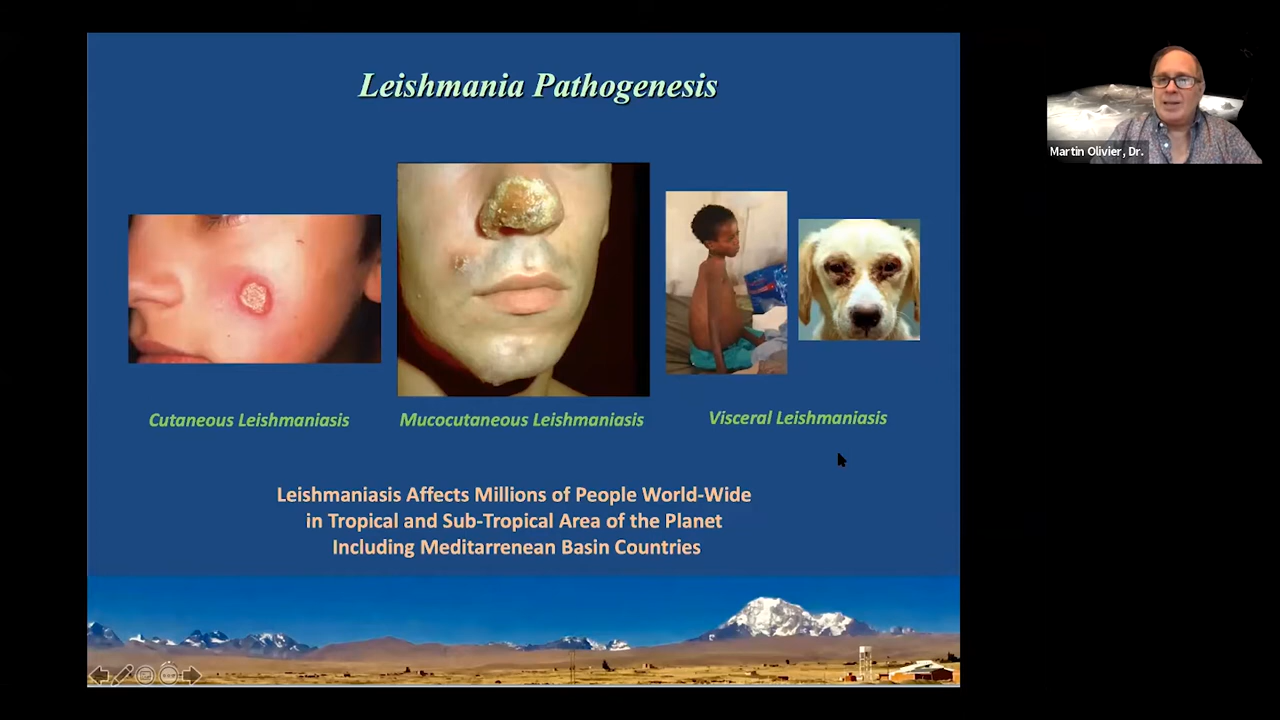 Leishmania Pathogenesis
Martin Olivier, Dr.
Cutaneous Leishmaniasis
Mucocutaneous Leishmaniasis
Visceral Leishmaniasis
Leishmaniasis Affects Millions of People World-Wide
in Tropical and Sub-Tropical Area of the Planet
Including Meditarrenean Basin Countries